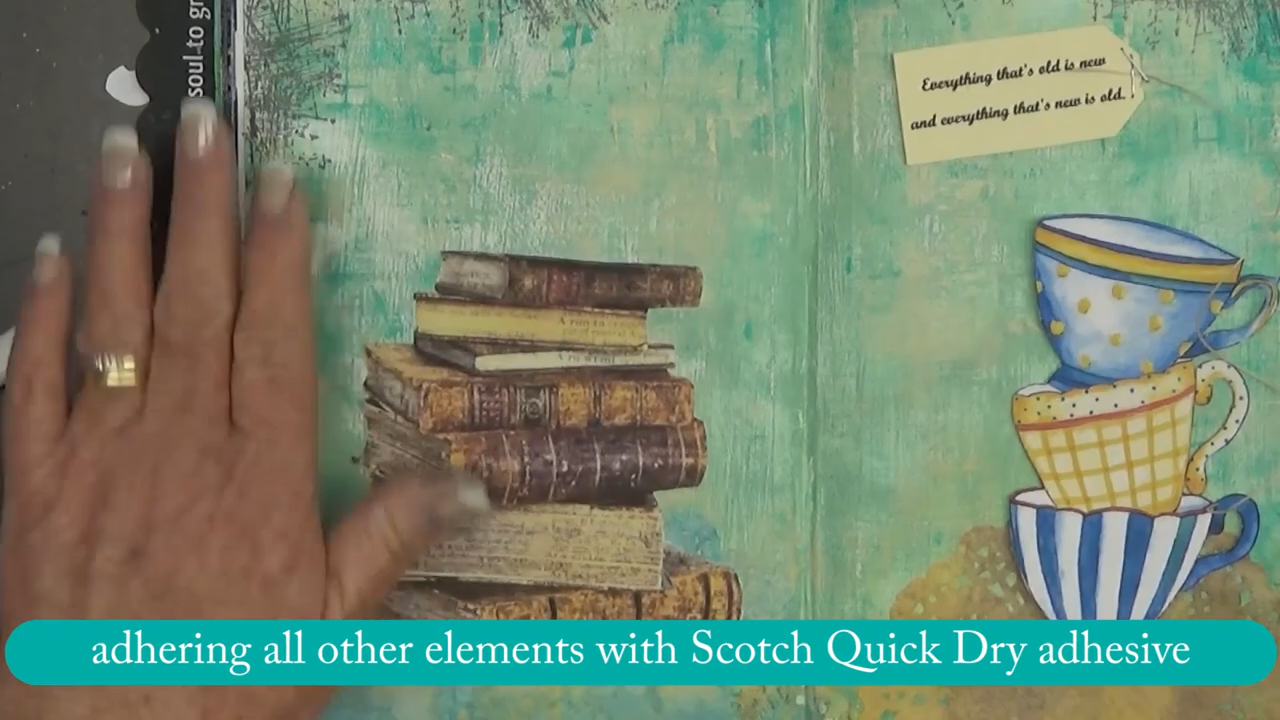 soul to gr
Everything that's old is new
and everything that's new is old.
adhering all other elements with Scotch Quick Dry adhesive